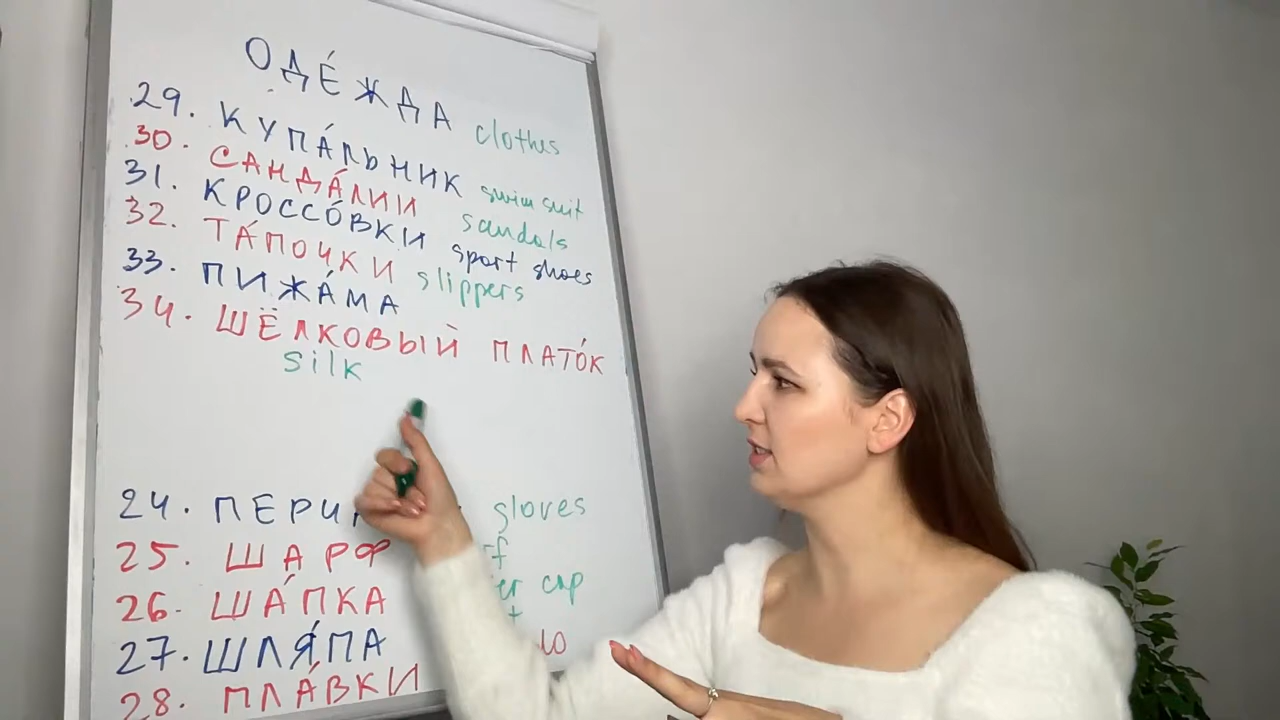 ОДЕ́ЖДА clothes
29. КУПА́ЛЬНИК swim suit
30. САНДА́ЛИИ sandals
31. КРОССО́ВКИ sport shoes
32. ТА́ПОЧКИ slippers
33. ПИЖА́МА
34. ШЁЛКОВЫЙ ПЛАТО́К
silk
24. gloves
25. ШАРФ
26. ША́ПКА cap
27. ШЛЯ́ПА
28. ПЛА́ВКИ